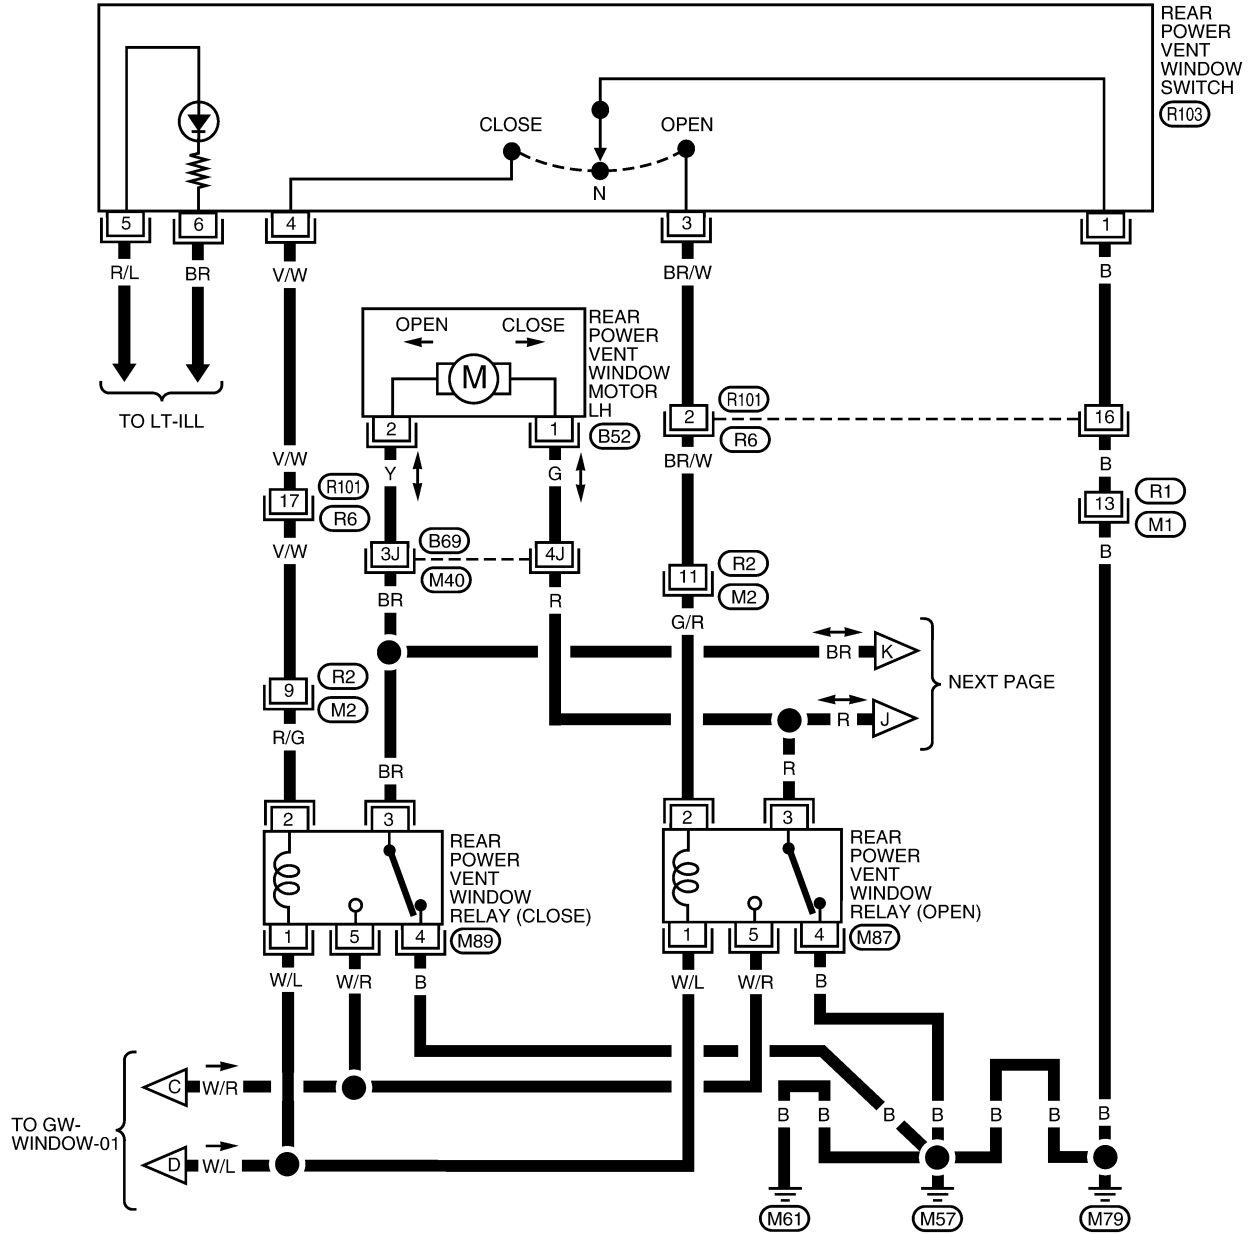 REAR
POWER
VENT
WINDOW
SWITCH
R103
CLOSE
OPEN
N
5
6
4
3
1
R/L
BR
V/W
BR/W
B
TO LT-ILL
OPEN
CLOSE
M
REAR
POWER
VENT
WINDOW
MOTOR
LH
2
1
B52
R101
2
16
R6
V/W
Y
G
BR/W
B
17
R101
R6
13
R1
M1
V/W
3J
B69
4J
M40
B
BR
R
11
R2
M2
G/R
BR
K
9
R2
M2
NEXT PAGE
R
J
R/G
BR
R
2
3
2
3
REAR
POWER
VENT
WINDOW
RELAY (CLOSE)
REAR
POWER
VENT
WINDOW
RELAY (OPEN)
1
5
4
M89
1
5
4
M87
W/L
W/R
B
W/L
W/R
B
C
W/R
TO GW-
WINDOW-01
D
W/L
B
B
B
B
B
B
B
M61
M57
M79